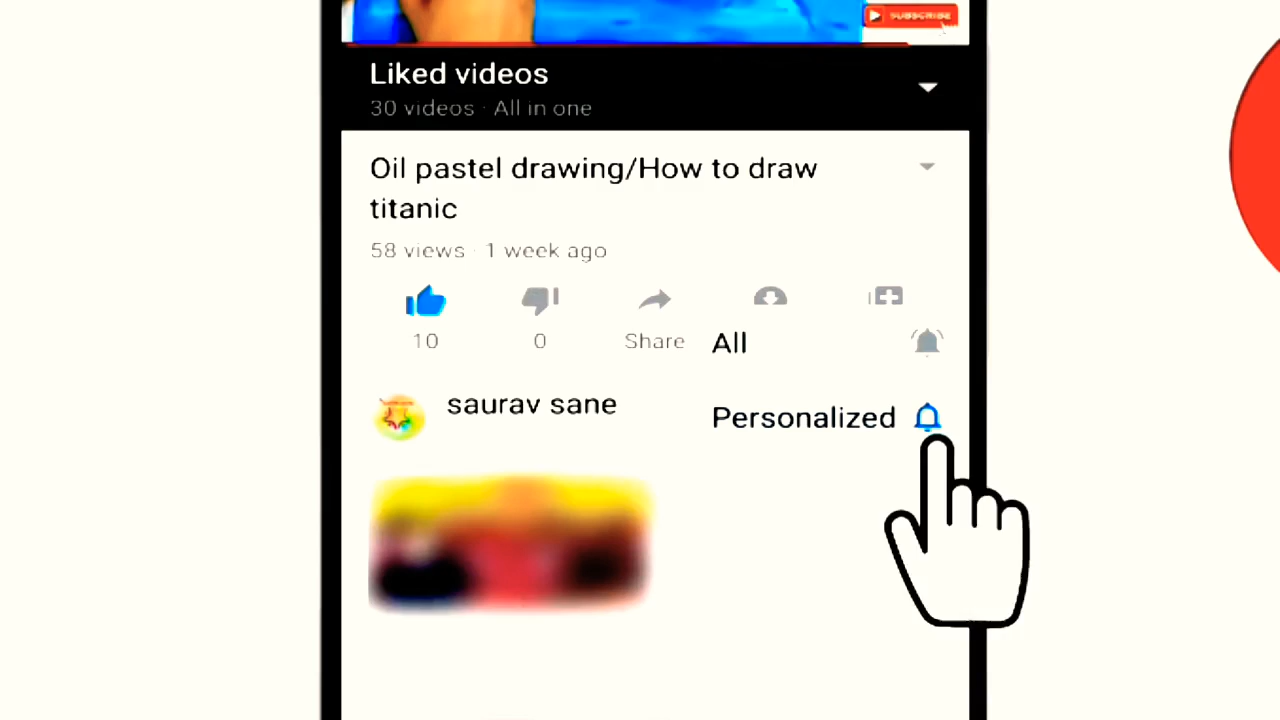 SUBSCRIBE
Liked videos
30 videos · All in one
Oil pastel drawing/How to draw
titanic
58 views · 1 week ago
10
0
Share
All
saurav sane
Personalized